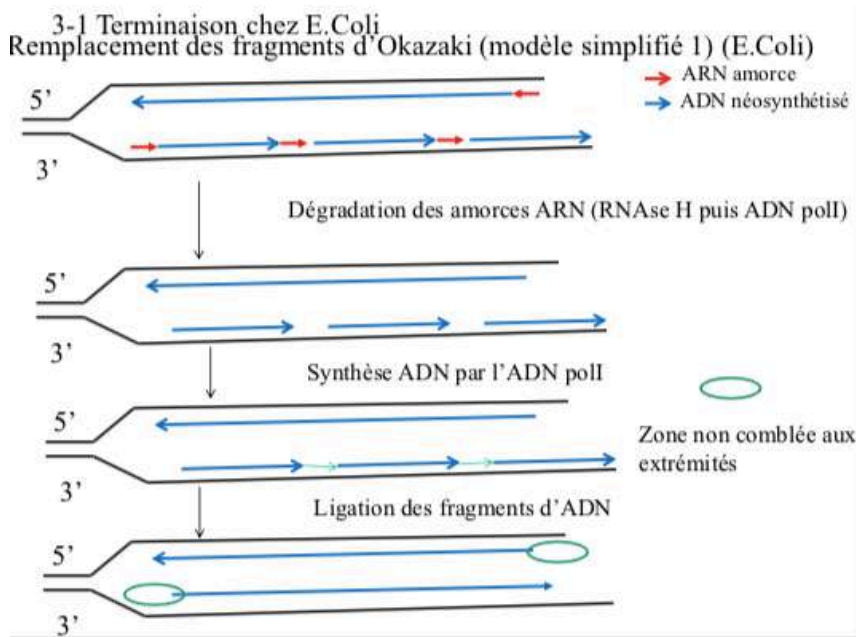 3-1 Terminaison chez E.Coli
Remplacement des fragments d'Okazaki (modèle simplifié 1) (E.Coli)
ARN amorce
5'
ADN néosynthétisé
3'
Dégradation des amorces ARN (RNAse H puis ADN polI)
5'
3'
Synthèse ADN par l'ADN polI
5'
Zone non comblée aux
extrémités
3'
Ligation des fragments d'ADN
5'
3'